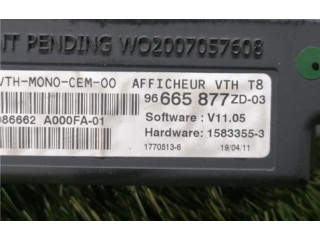 NT PENDING WO2007057608
VTH-MONO-CEM-00 AFFICHEUR VTH T8
96 665 877 ZD-03
086662 A000FA-01
Software : V11.05
Hardware: 1583355-3
1770513-6 19/04/11